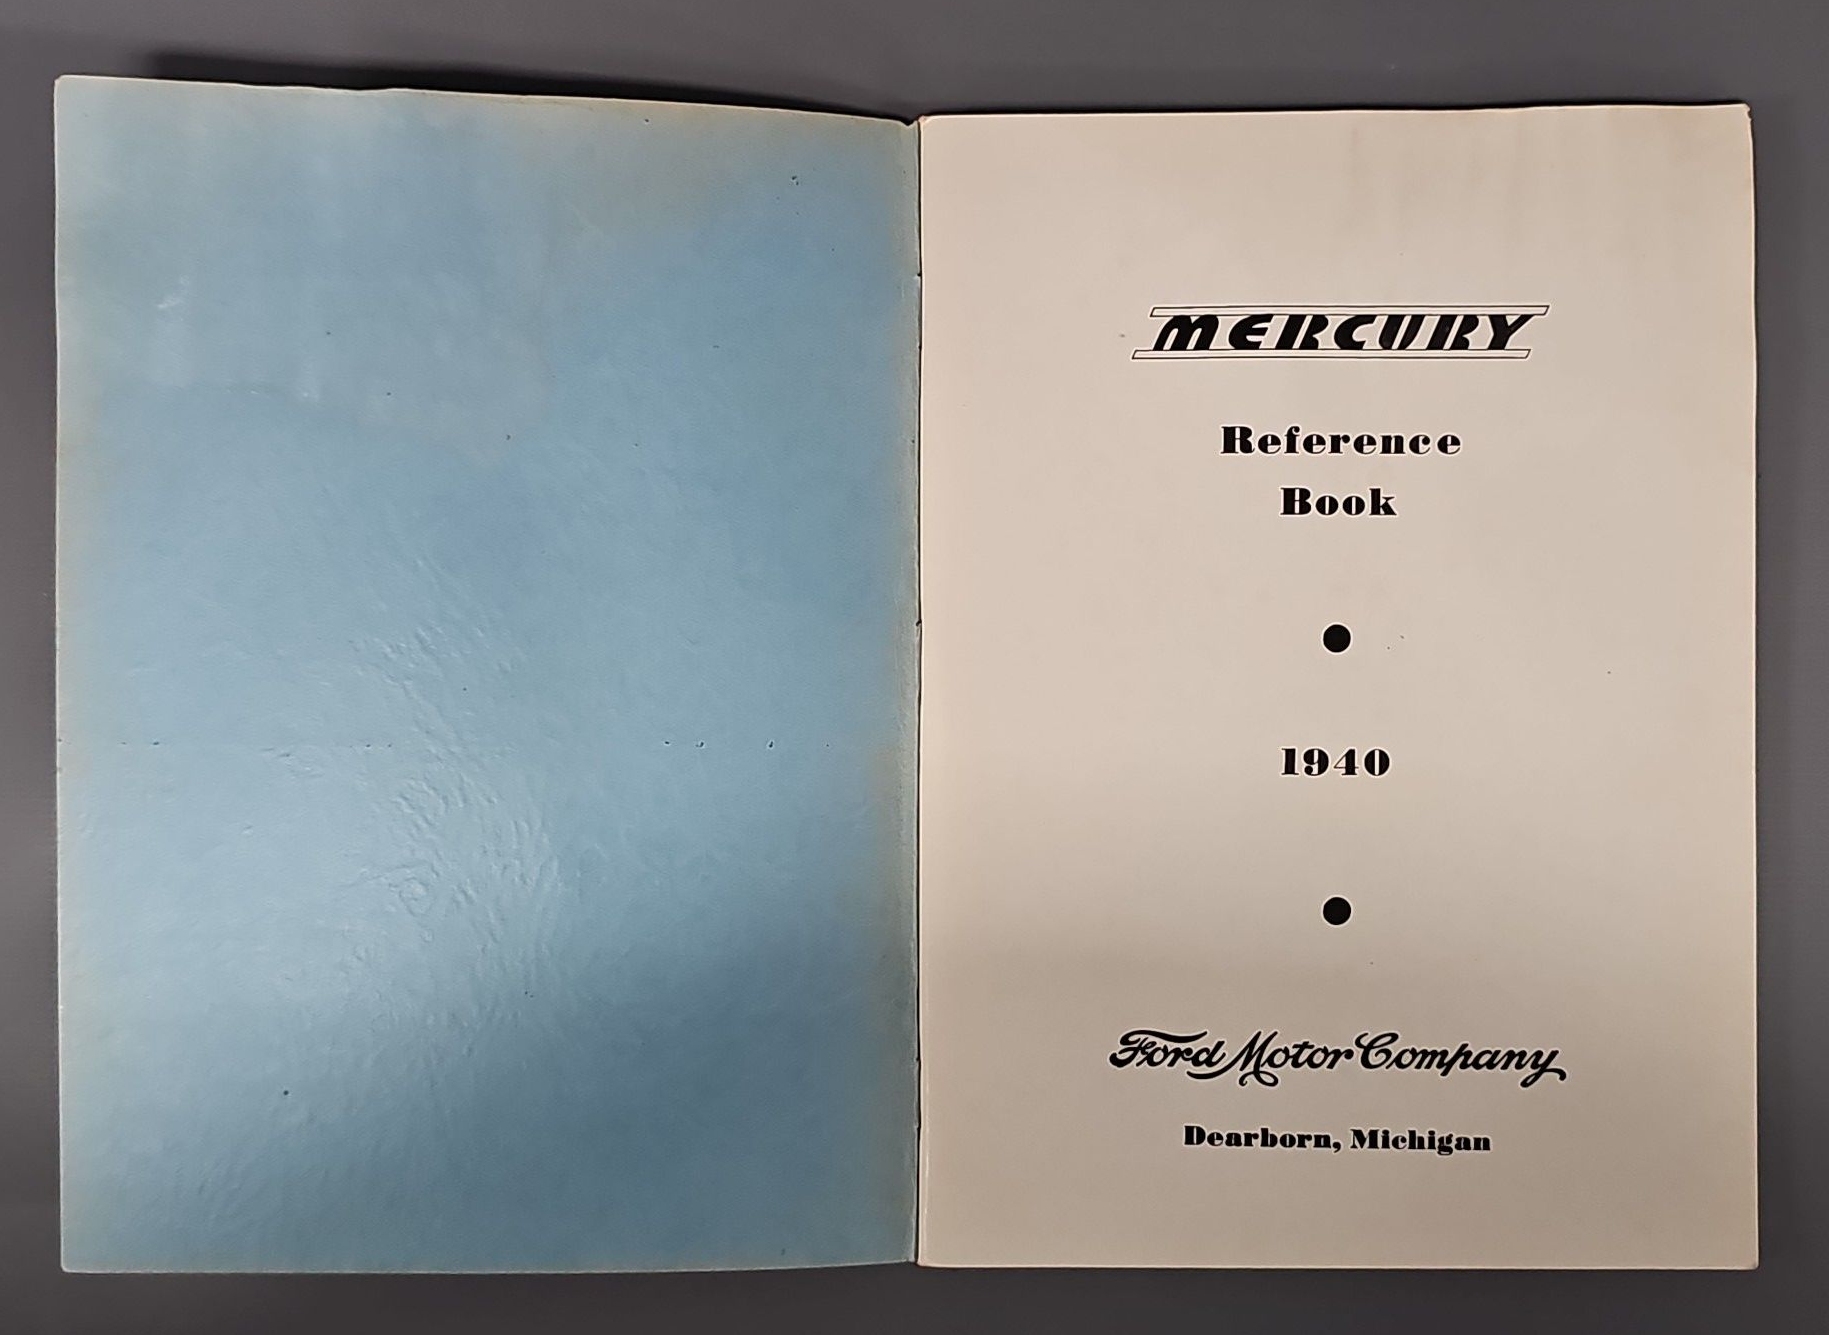 MERCURY
Reference
Book
1940
Ford Motor Company
Dearborn, Michigan